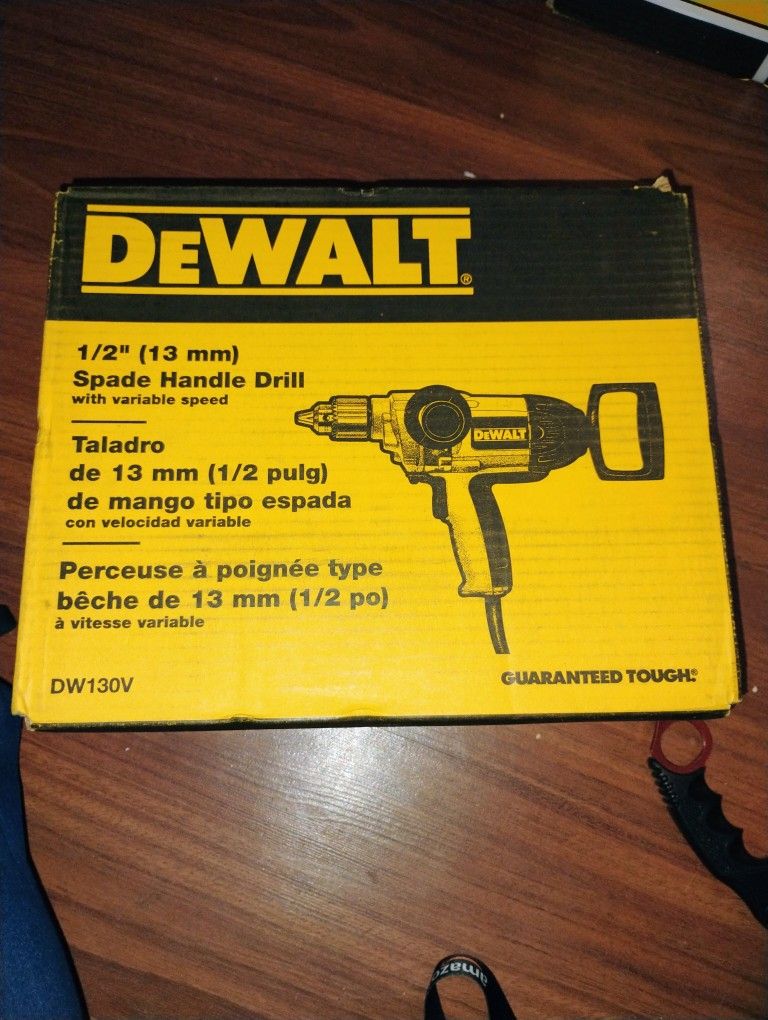 DEWALT®
1/2" (13 mm)
Spade Handle Drill
with variable speed
Taladro
de 13 mm (1/2 pulg)
de mango tipo espada
con velocidad variable
Perceuse à poignée type
bêche de 13 mm (1/2 po)
à vitesse variable
DEWALT
DW130V
GUARANTEED TOUGH.®